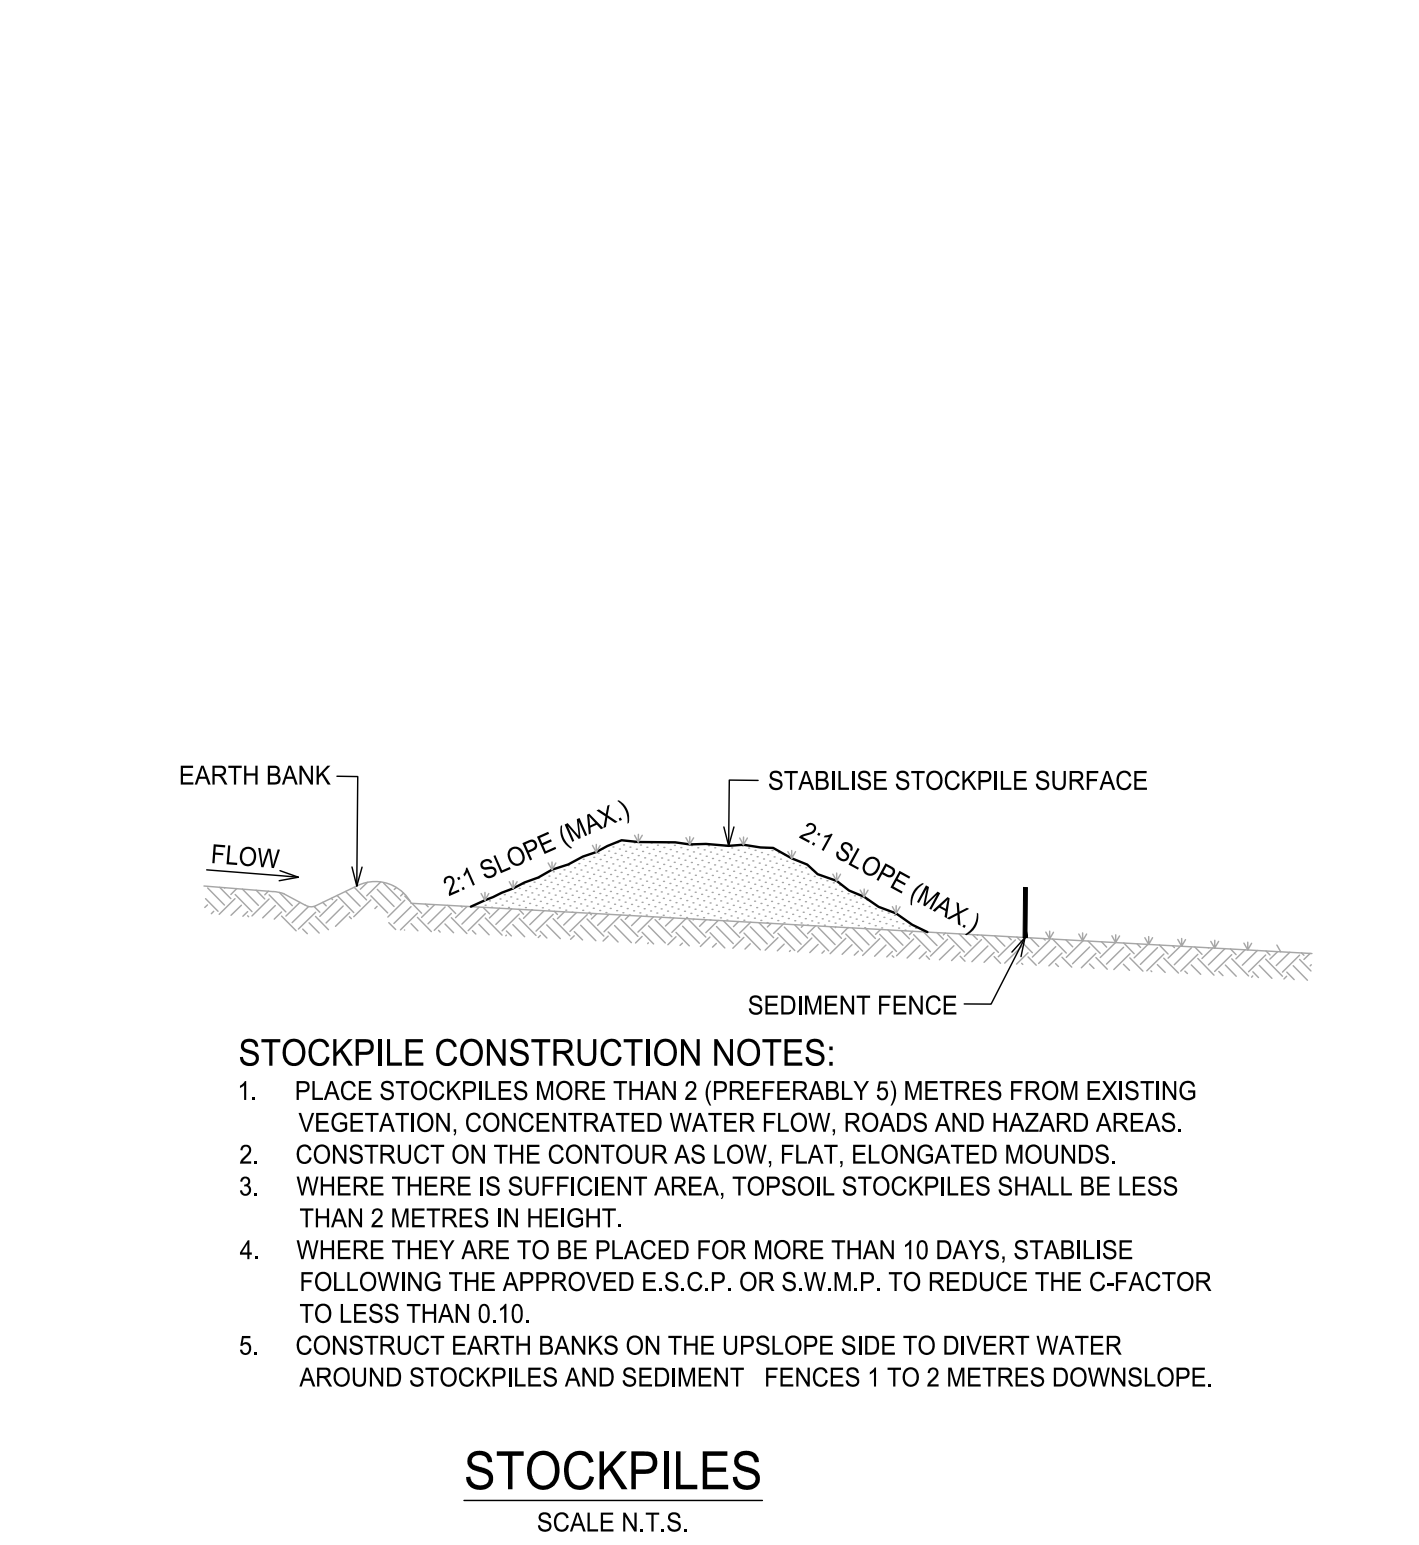 EARTH BANK
STABILISE STOCKPILE SURFACE
2:1 SLOPE (MAX.)
2:1 SLOPE (MAX.)
FLOW
SEDIMENT FENCE
STOCKPILE CONSTRUCTION NOTES:
1. PLACE STOCKPILES MORE THAN 2 (PREFERABLY 5) METRES FROM EXISTING
VEGETATION, CONCENTRATED WATER FLOW, ROADS AND HAZARD AREAS.
2. CONSTRUCT ON THE CONTOUR AS LOW, FLAT, ELONGATED MOUNDS.
3. WHERE THERE IS SUFFICIENT AREA, TOPSOIL STOCKPILES SHALL BE LESS
THAN 2 METRES IN HEIGHT.
4. WHERE THEY ARE TO BE PLACED FOR MORE THAN 10 DAYS, STABILISE
FOLLOWING THE APPROVED E.S.C.P. OR S.W.M.P. TO REDUCE THE C-FACTOR
TO LESS THAN 0.10.
5. CONSTRUCT EARTH BANKS ON THE UPSLOPE SIDE TO DIVERT WATER
AROUND STOCKPILES AND SEDIMENT FENCES 1 TO 2 METRES DOWNSLOPE.
STOCKPILES
SCALE N.T.S.